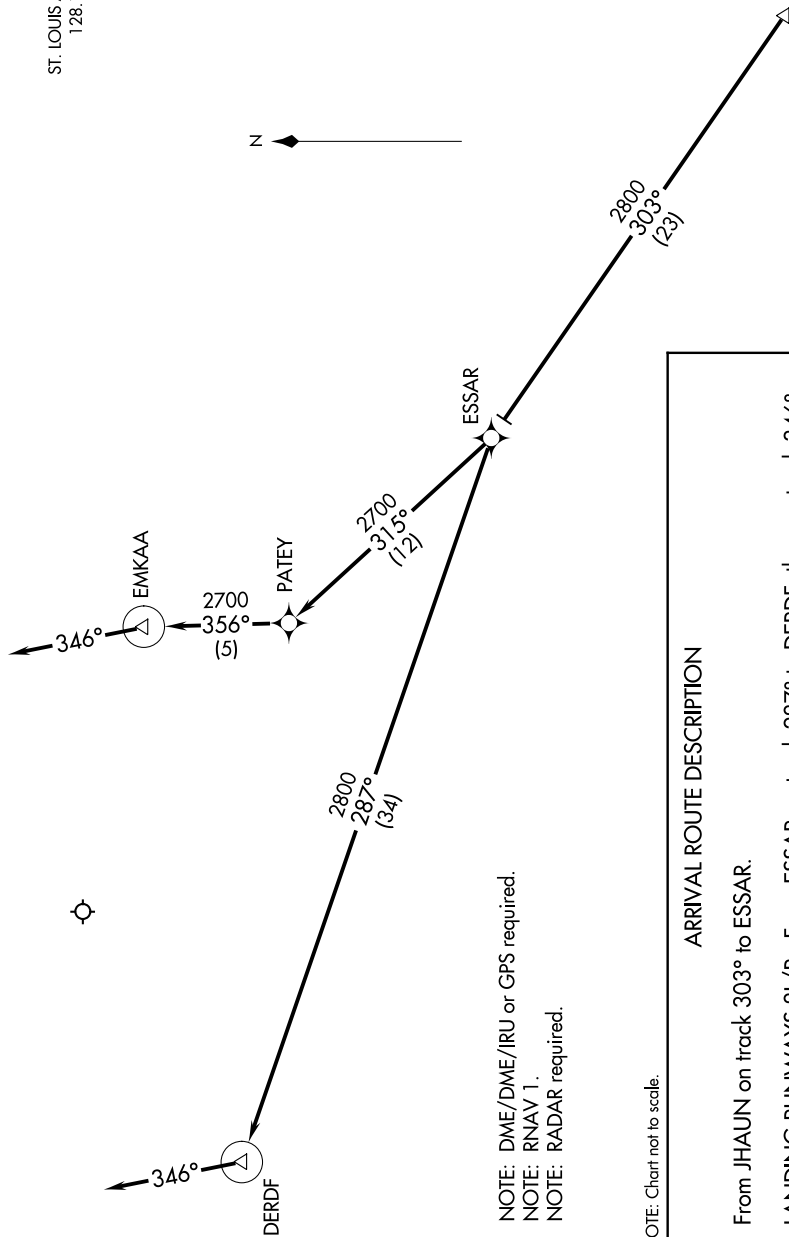 ST. LOUIS
128.
N
346°
EMKAA
2700
356°
(5)
PATEY
2700
315°
(12)
ESSAR
2800
303°
(23)
2800
287°
(34)
346°
DERDF
NOTE: DME/DME/IRU or GPS required.
NOTE: RNAV 1.
NOTE: RADAR required.
OTE: Chart not to scale.
ARRIVAL ROUTE DESCRIPTION
From JHAUN on track 303° to ESSAR.
LANDING RUNWAYS